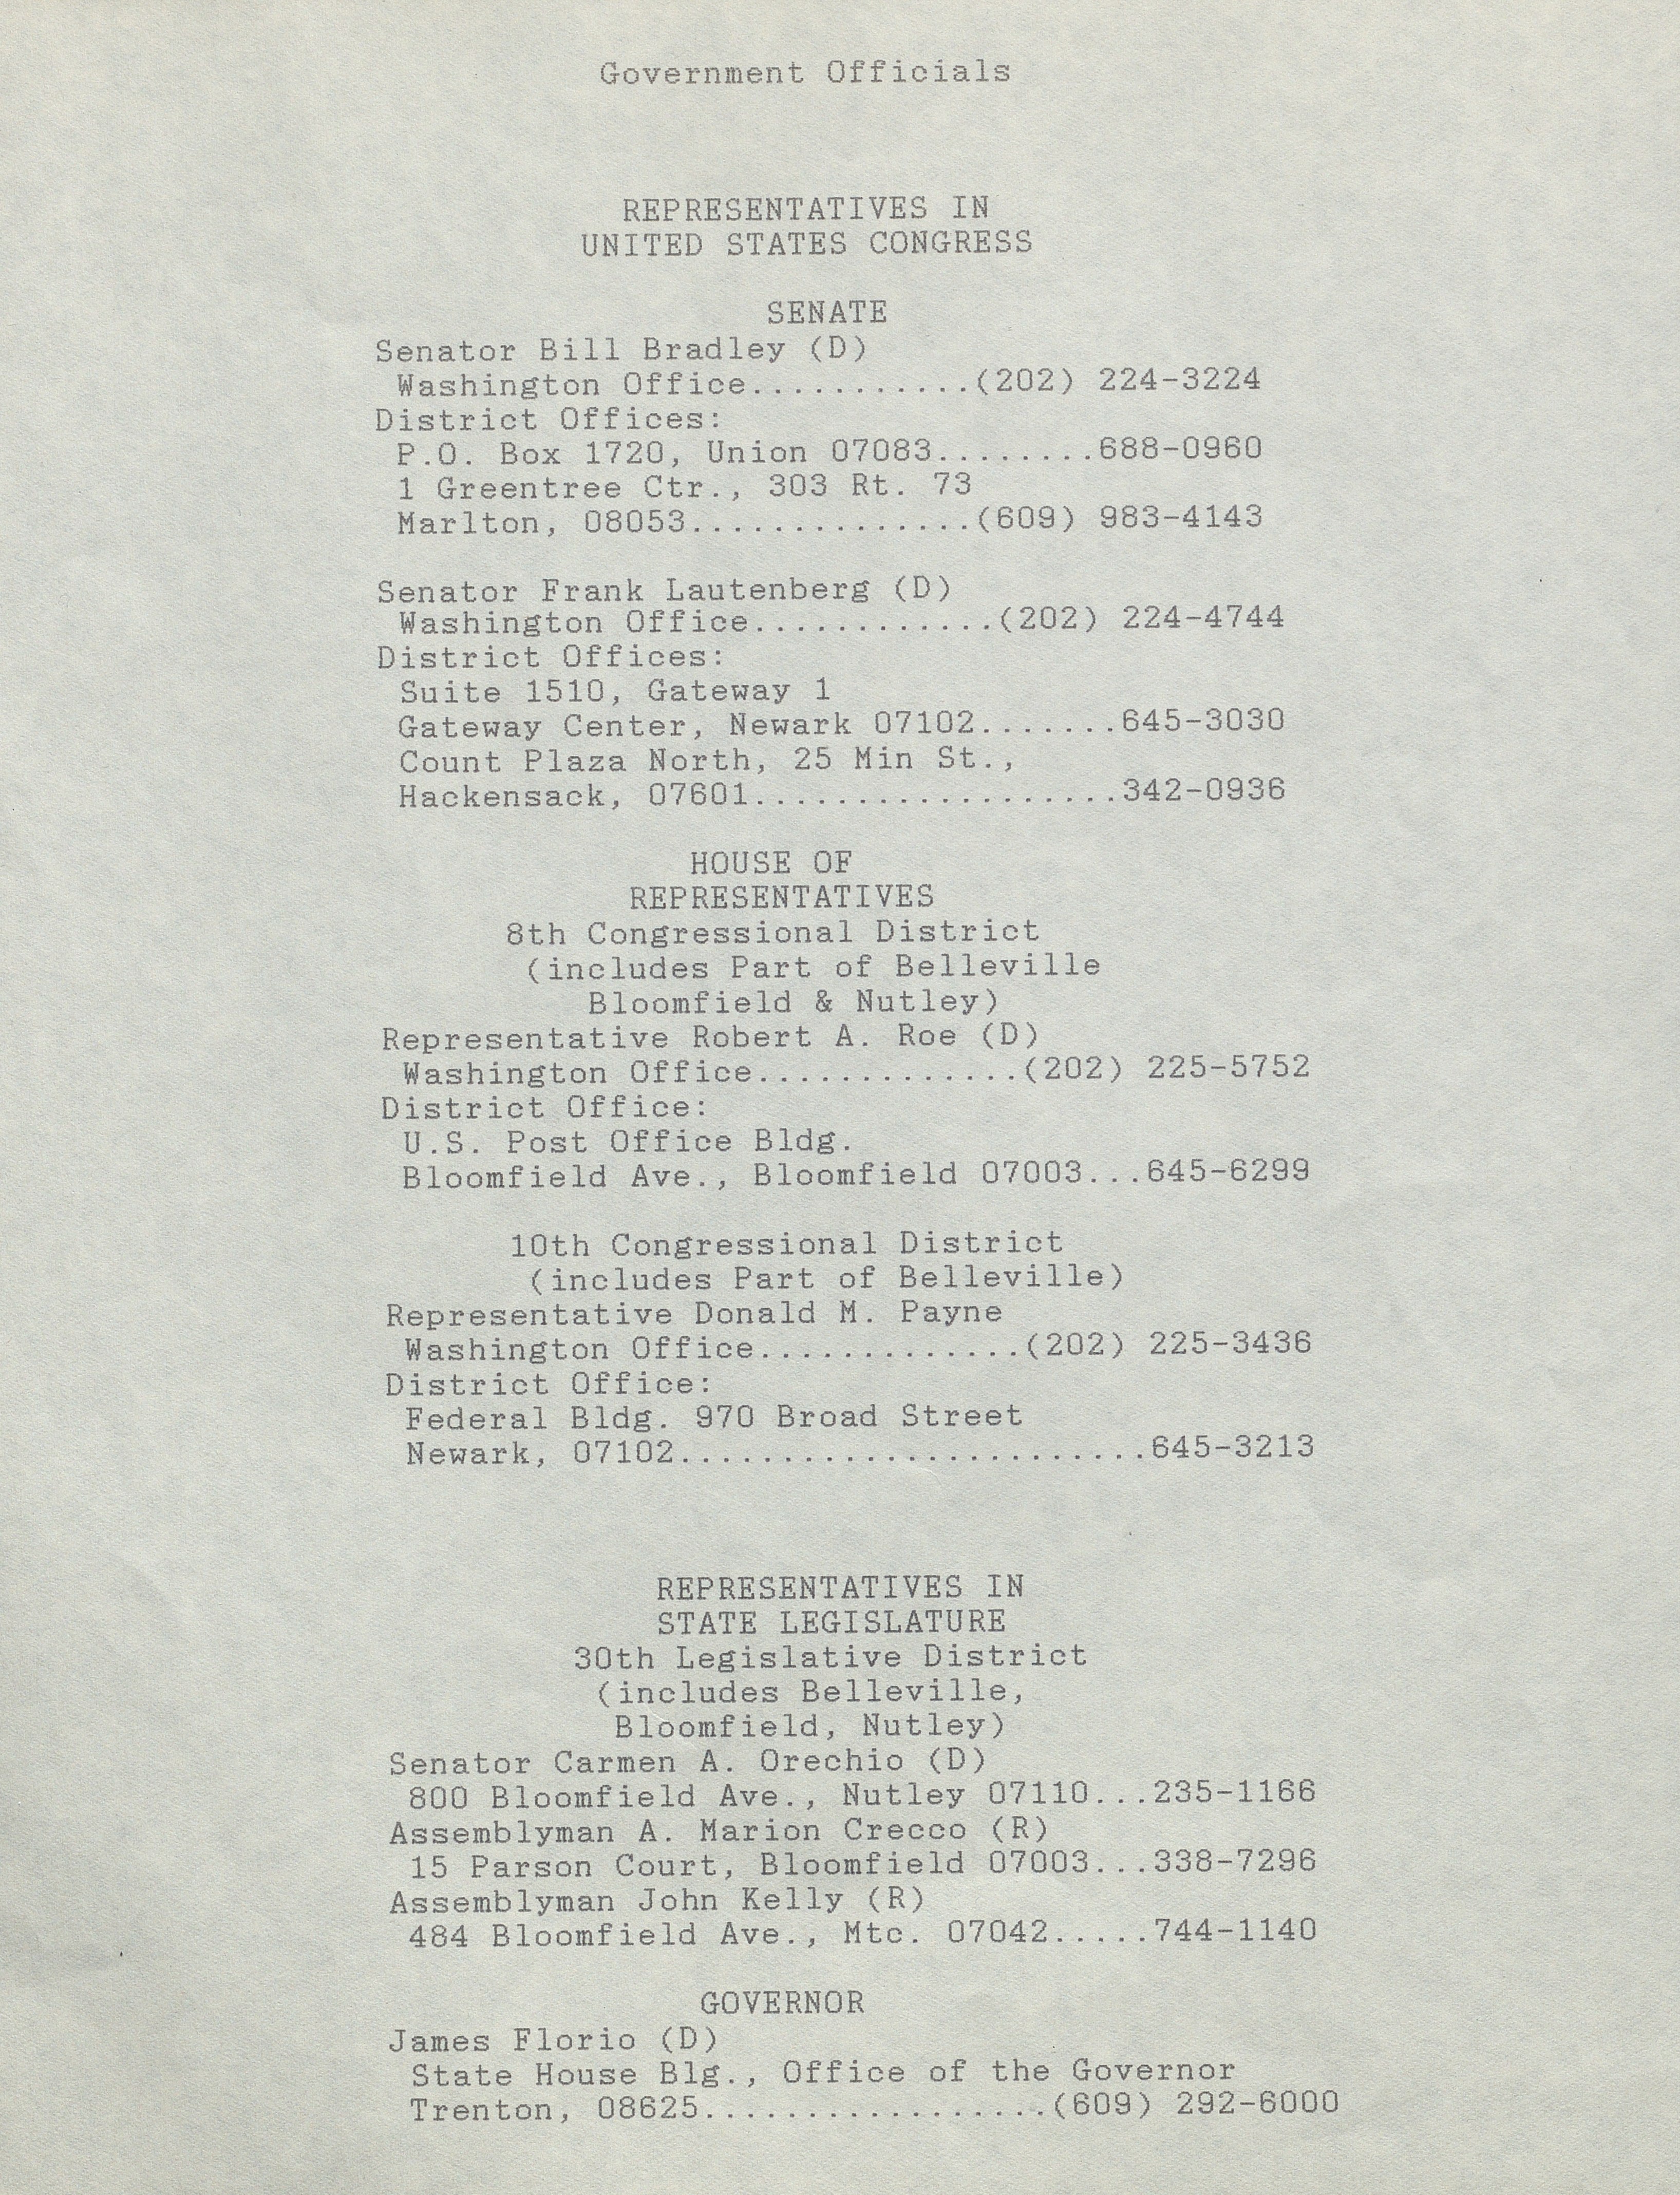 Government Officials
REPRESENTATIVES IN
UNITED STATES CONGRESS
SENATE
Senator Bill Bradley (D)
Washington Office...........(202) 224-3224
District Offices:
P.O. Box 1720, Union 07083........688-0960
1 Greentree Ctr., 303 Rt. 73
Marlton, 08053..............(609) 983-4143
Senator Frank Lautenberg (D)
Washington Office............(202) 224-4744
District Offices:
Suite 1510, Gateway 1
Gateway Center, Newark 07102.......645-3030
Count Plaza North, 25 Min St.,
Hackensack, 07601..................342-0936
HOUSE OF
REPRESENTATIVES
8th Congressional District
(includes Part of Belleville
Bloomfield & Nutley)
Representative Robert A. Roe (D)
Washington Office.............(202) 225-5752
District Office:
U.S. Post Office Bldg.
Bloomfield Ave., Bloomfield 07003...645-6299
10th Congressional District
(includes Part of Belleville)
Representative Donald M. Payne
Washington Office.............(202) 225-3436
District Office:
Federal Bldg. 970 Broad Street
Newark, 07102.......................645-3213
REPRESENTATIVES IN
STATE LEGISLATURE
30th Legislative District
(includes Belleville,
Bloomfield, Nutley)
Senator Carmen A. Orechio (D)
800 Bloomfield Ave., Nutley 07110...235-1166
Assemblyman A. Marion Crecco (R)
15 Parson Court, Bloomfield 07003...338-7296
Assemblyman John Kelly (R)
484 Bloomfield Ave., Mtc. 07042.....744-1140
GOVERNOR
James Florio (D)
State House Blg., Office of the Governor
Trenton, 08625.................(609) 292-6000